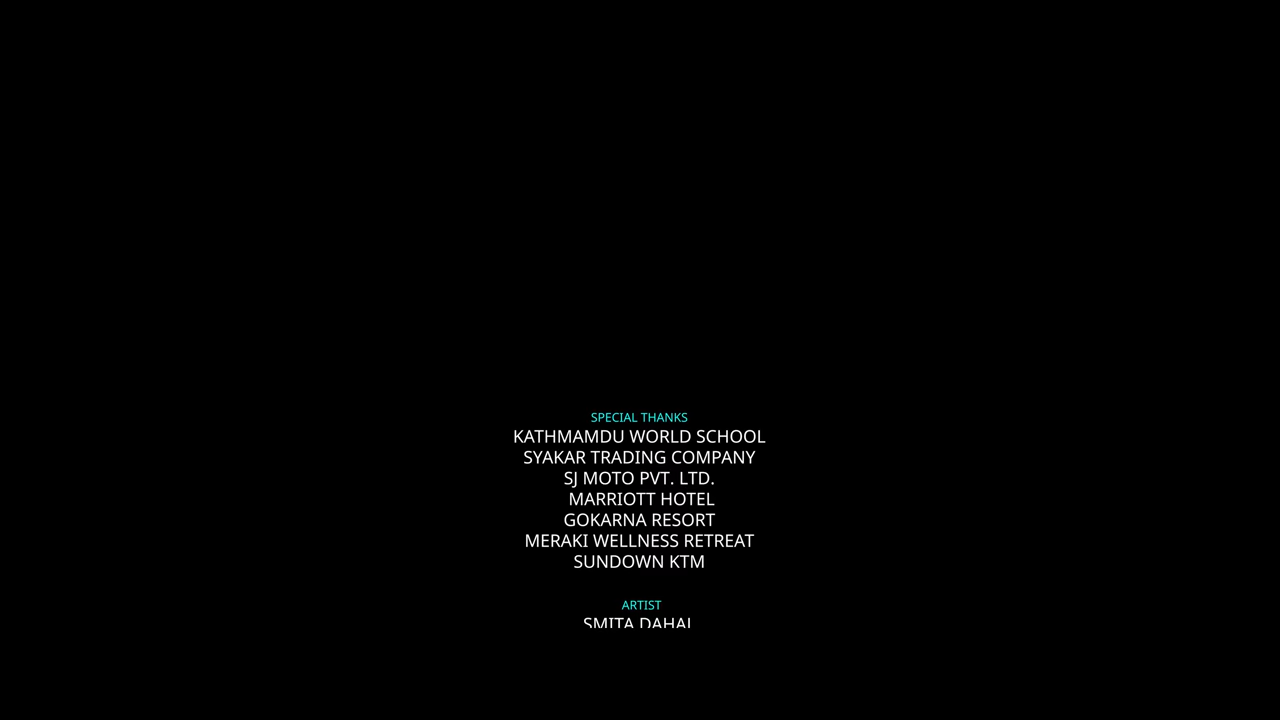 SPECIAL THANKS
KATHMAMDU WORLD SCHOOL
SYAKAR TRADING COMPANY
SJ MOTO PVT. LTD.
MARRIOTT HOTEL
GOKARNA RESORT
MERAKI WELLNESS RETREAT
SUNDOWN KTM
ARTIST
SMITA DAHAL